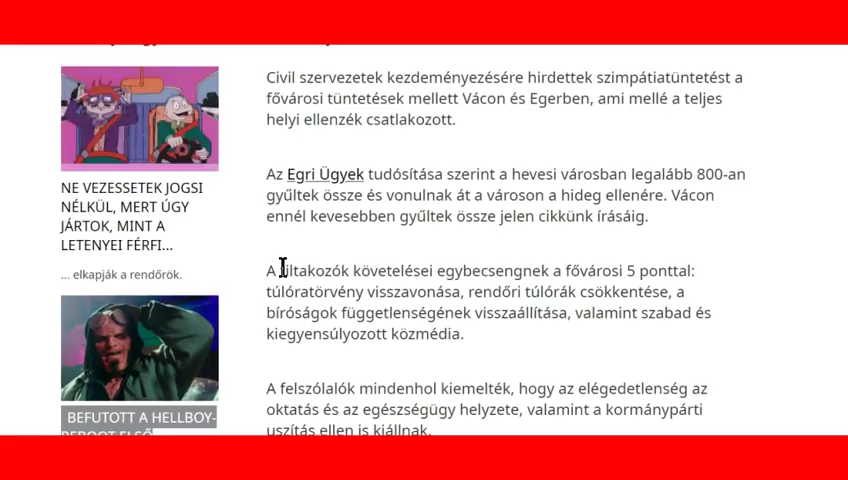 NE VEZESSETEK JOGSI
NÉLKÜL, MERT ÚGY
JÁRTOK, MINT A
LETENYEI FÉRFI...
... elkapják a rendőrök.
BEFUTOTT A HELLBOY-
REBOOT ELSŐ
Civil szervezetek kezdeményezésére hirdettek szimpátiatüntetést a
fővárosi tüntetések mellett Vácon és Egerben, ami mellé a teljes
helyi ellenzék csatlakozott.
Az Egri Ügyek tudósítása szerint a hevesi városban legalább 800-an
gyűltek össze és vonulnak át a városon a hideg ellenére. Vácon
ennél kevesebben gyűltek össze jelen cikkünk írásáig.
A tiltakozók követelései egybecsengnek a fővárosi 5 ponttal:
túlóratörvény visszavonása, rendőri túlórák csökkentése, a
bíróságok függetlenségének visszaállítása, valamint szabad és
kiegyensúlyozott közmédia.
A felszólalók mindenhol kiemelték, hogy az elégedetlenség az
oktatás és az egészségügy helyzete, valamint a kormánypárti
uszítás ellen is kiállnak.